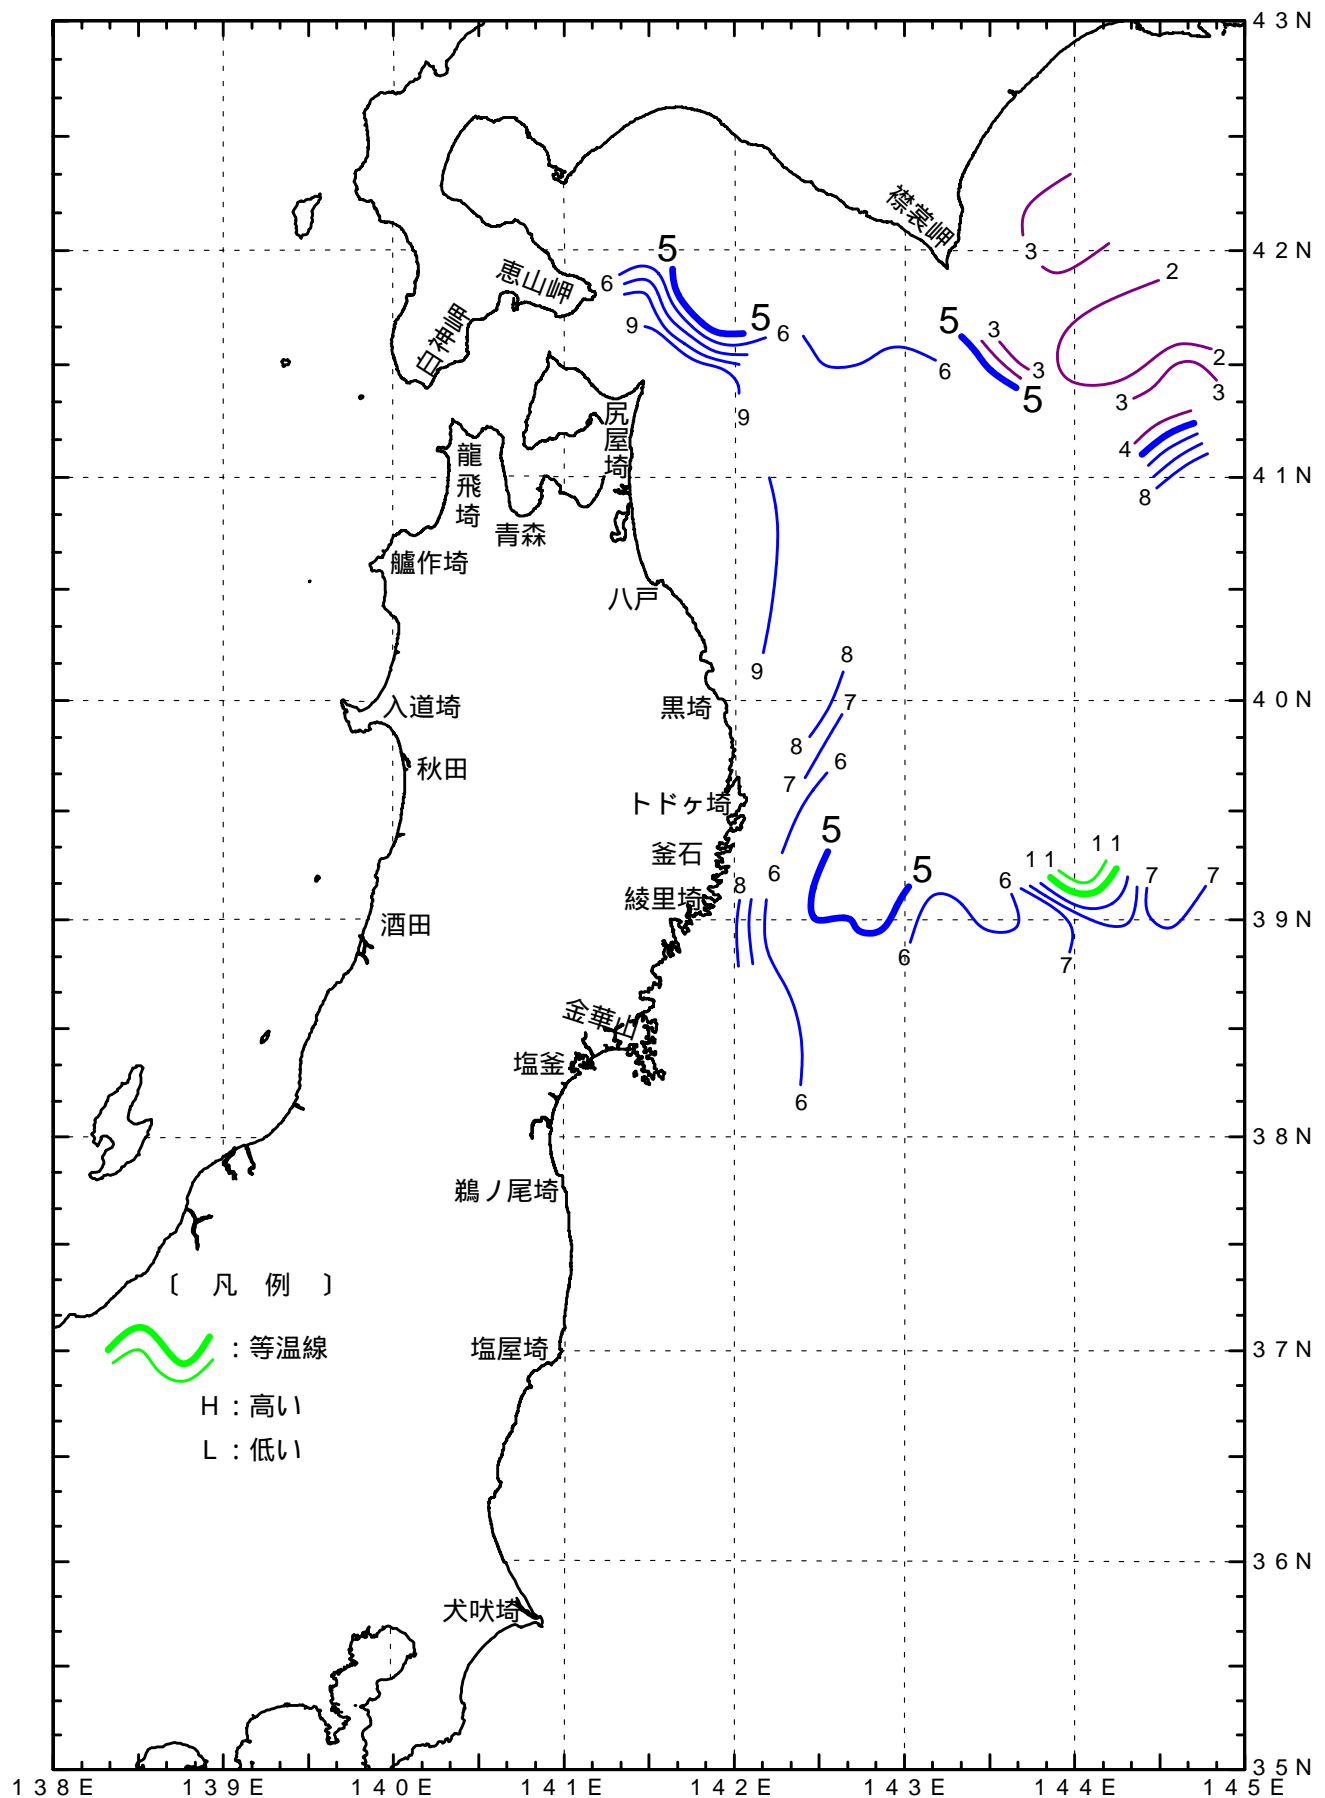 43N
襟裳岬
42N
5
3
2
恵山岬
6
5
6
5
3
白神岬
9
6
3
2
5
3
3
9
尻屋埼
4
龍飛埼
41N
8
青森
艫作埼
八戸
8
9
入道埼
黒埼
7
40N
8
6
秋田
7
トドヶ埼
5
11
釜石
11
6
5
6
7
7
8
綾里埼
酒田
39N
6
7
金華山
塩釜
6
38N
鵜ノ尾埼
〔 凡 例 〕
:等温線
塩屋埼
37N
H:高い
L:低い
36N
犬吠埼
35N
138E
139E
140E
141E
142E
143E
144E
145E